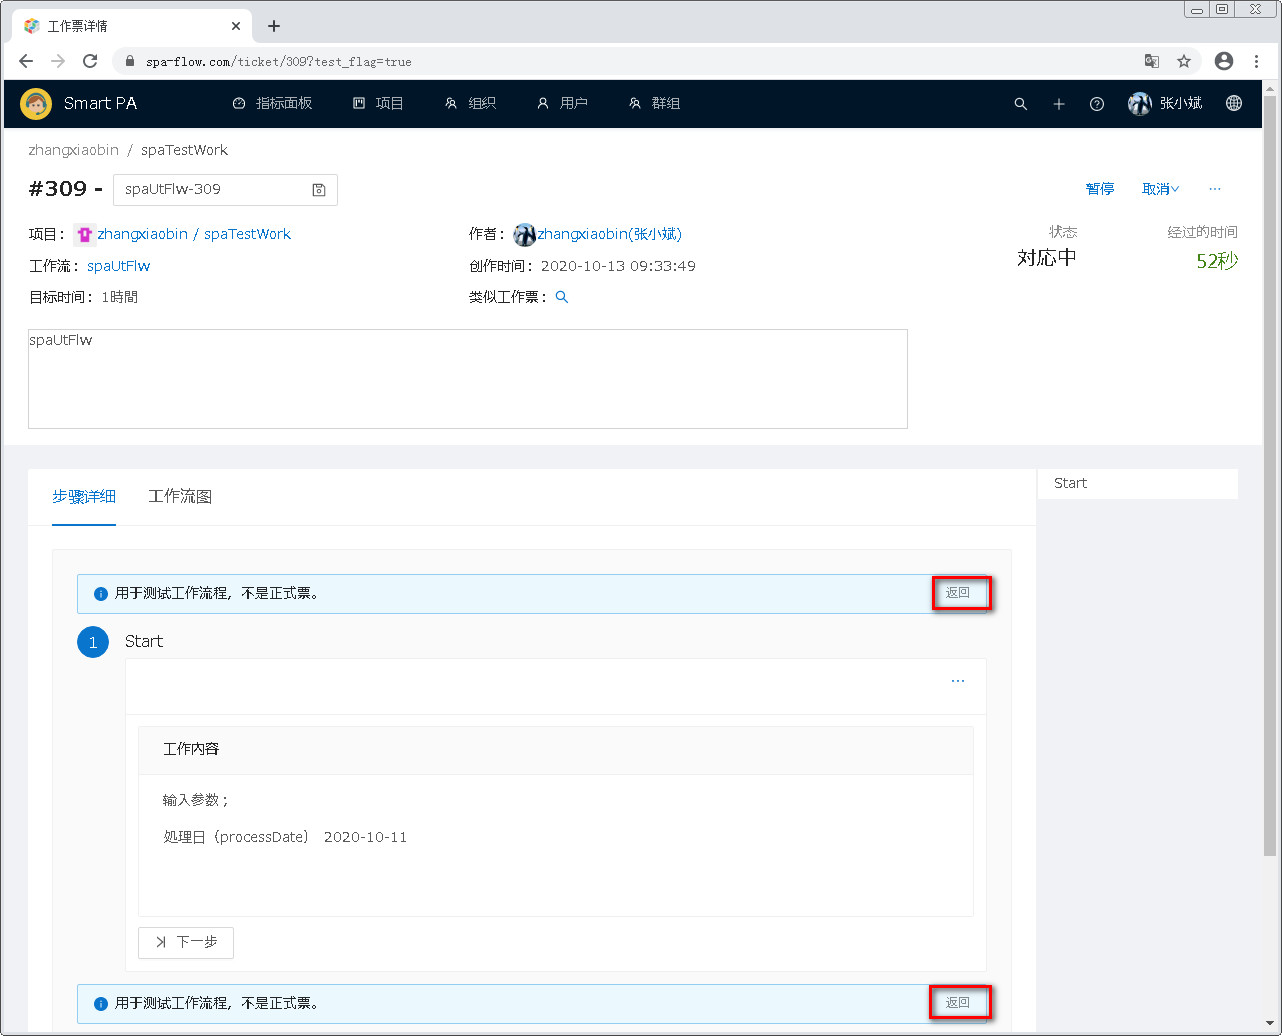 工作票详情
spa-flow.com/ticket/309?test_flag=true
Smart PA 指标面板 项目 组织 用户 群组 张小斌
zhangxiaobin / spaTestWork
#309 - spaUtFlw-309 暂停 取消 ...
项目： zhangxiaobin / spaTestWork 作者： zhangxiaobin(张小斌) 状态 经过的时间
工作流： spaUtFlw 创作时间： 2020-10-13 09:33:49 対応中 52秒
目标时间： 1時間 类似工作票：
spaUtFlw
步骤详细 工作流图 Start
用于测试工作流程，不是正式票。 返回
1 Start
...
工作内容
输入参数；
处理日（processDate） 2020-10-11
下一步
用于测试工作流程，不是正式票。 返回